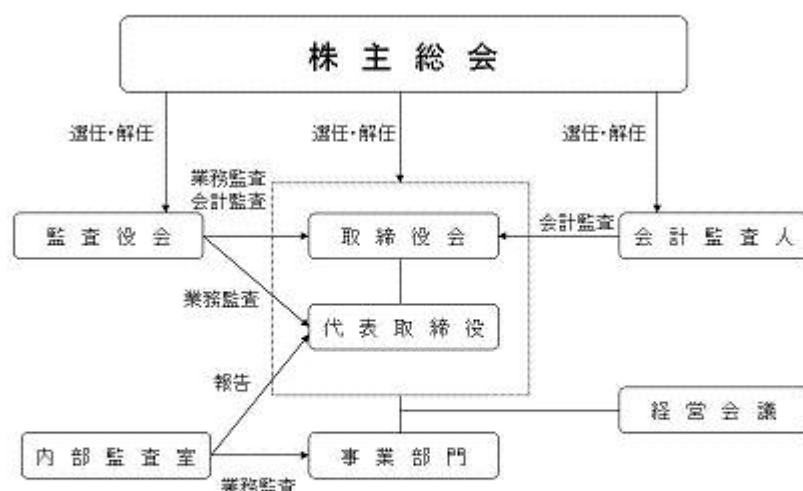 株主総会
選任・解任
選任・解任
選任・解任
業務監査
会計監査
監査役会
取締役会
会計監査
会計監査人
業務監査
代表取締役
報告
経営会議
内部監査室
事業部門
業務監査